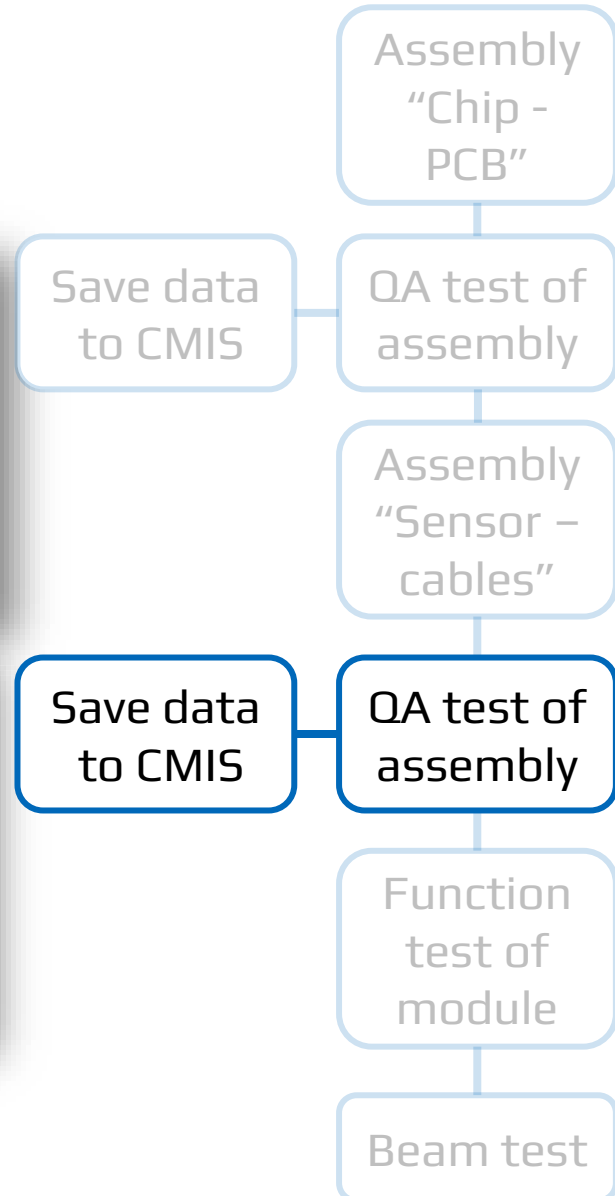 Assembly
“Chip -
PCB”
Save data
to CMIS
QA test of
assembly
Assembly
“Sensor –
cables”
Save data
to CMIS
QA test of
assembly
Function
test of
module
Beam test